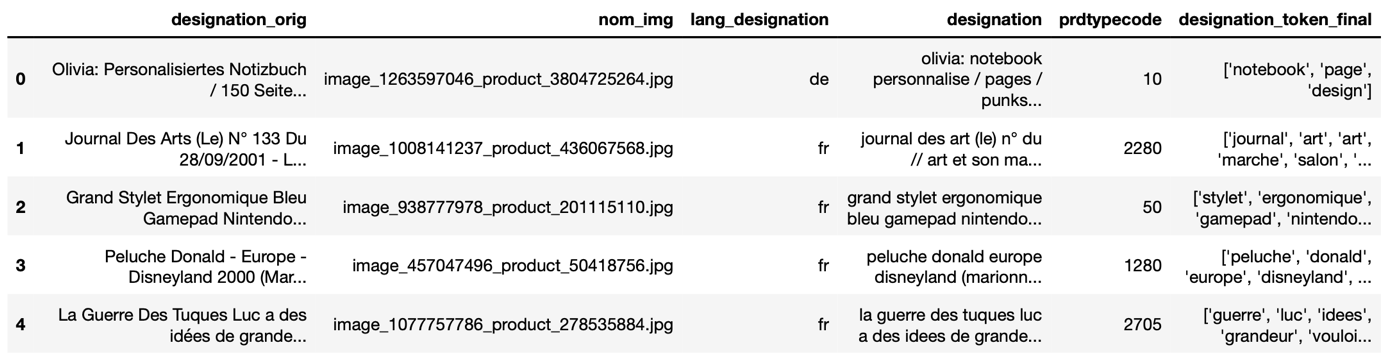 designation_orig nom_img lang_designation designation prdtypecode designation_token_final
0 Olivia: Personalisiertes Notizbuch / 150 Seite... image_1263597046_product_3804725264.jpg de olivia: notebook personnalise / pages / punks... 10 ['notebook', 'page', 'design']
1 Journal Des Arts (Le) N° 133 Du 28/09/2001 - L... image_1008141237_product_436067568.jpg fr journal des art (le) n° du // art et son ma... 2280 ['journal', 'art', 'art', 'marche', 'salon', '...
2 Grand Stylet Ergonomique Bleu Gamepad Nintendo... image_938777978_product_201115110.jpg fr grand stylet ergonomique bleu gamepad nintendo... 50 ['stylet', 'ergonomique', 'gamepad', 'nintendo...
3 Peluche Donald - Europe - Disneyland 2000 (Mar... image_457047496_product_50418756.jpg fr peluche donald europe disneyland (marionn... 1280 ['peluche', 'donald', 'europe', 'disneyland', ...
4 La Guerre Des Tuques Luc a des idées de grande... image_1077757786_product_278535884.jpg fr la guerre des tuques luc a des idees de grande... 2705 ['guerre', 'luc', 'idees', 'grandeur', 'vouloi...